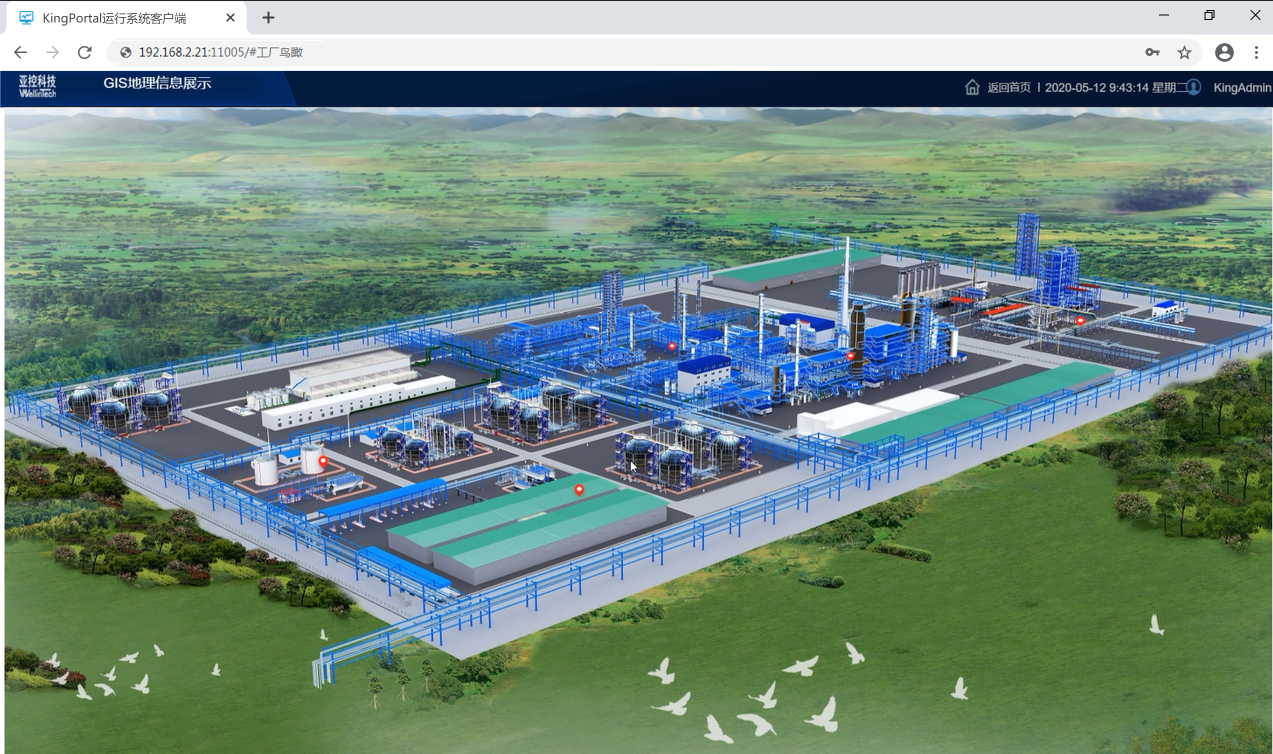 KingPortal运行系统客户端
192.168.2.21:11005/#工厂鸟瞰
亚控科技
WellinTech
GIS地理信息展示
返回首页 | 2020-05-12 9:43:14 星期二
KingAdmin